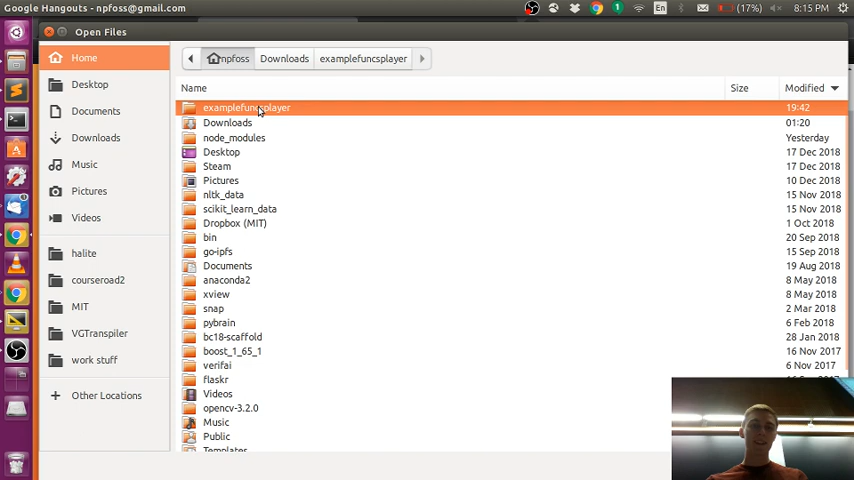 Google Hangouts - npfoss@gmail.com
1 En (17%) 8:15 PM
Open Files
Home
Desktop
Documents
Downloads
Music
Pictures
Videos
halite
courseroad2
MIT
VGTranspiler
work stuff
+ Other Locations
npfoss Downloads examplefuncsplayer
Name Size Modified
examplefuncsplayer 19:42
Downloads 01:20
node_modules Yesterday
Desktop 17 Dec 2018
Steam 17 Dec 2018
Pictures 10 Dec 2018
nltk_data 15 Nov 2018
scikit_learn_data 15 Nov 2018
Dropbox (MIT) 1 Oct 2018
bin 20 Sep 2018
go-ipfs 15 Sep 2018
Documents 19 Aug 2018
anaconda2 8 May 2018
xview 8 May 2018
snap 2 Mar 2018
pybrain 6 Feb 2018
bc18-scaffold 28 Jan 2018
boost_1_65_1 16 Nov 2017
verifai 6 Nov 2017
flaskr
Videos
opencv-3.2.0
Music
Public
Templates